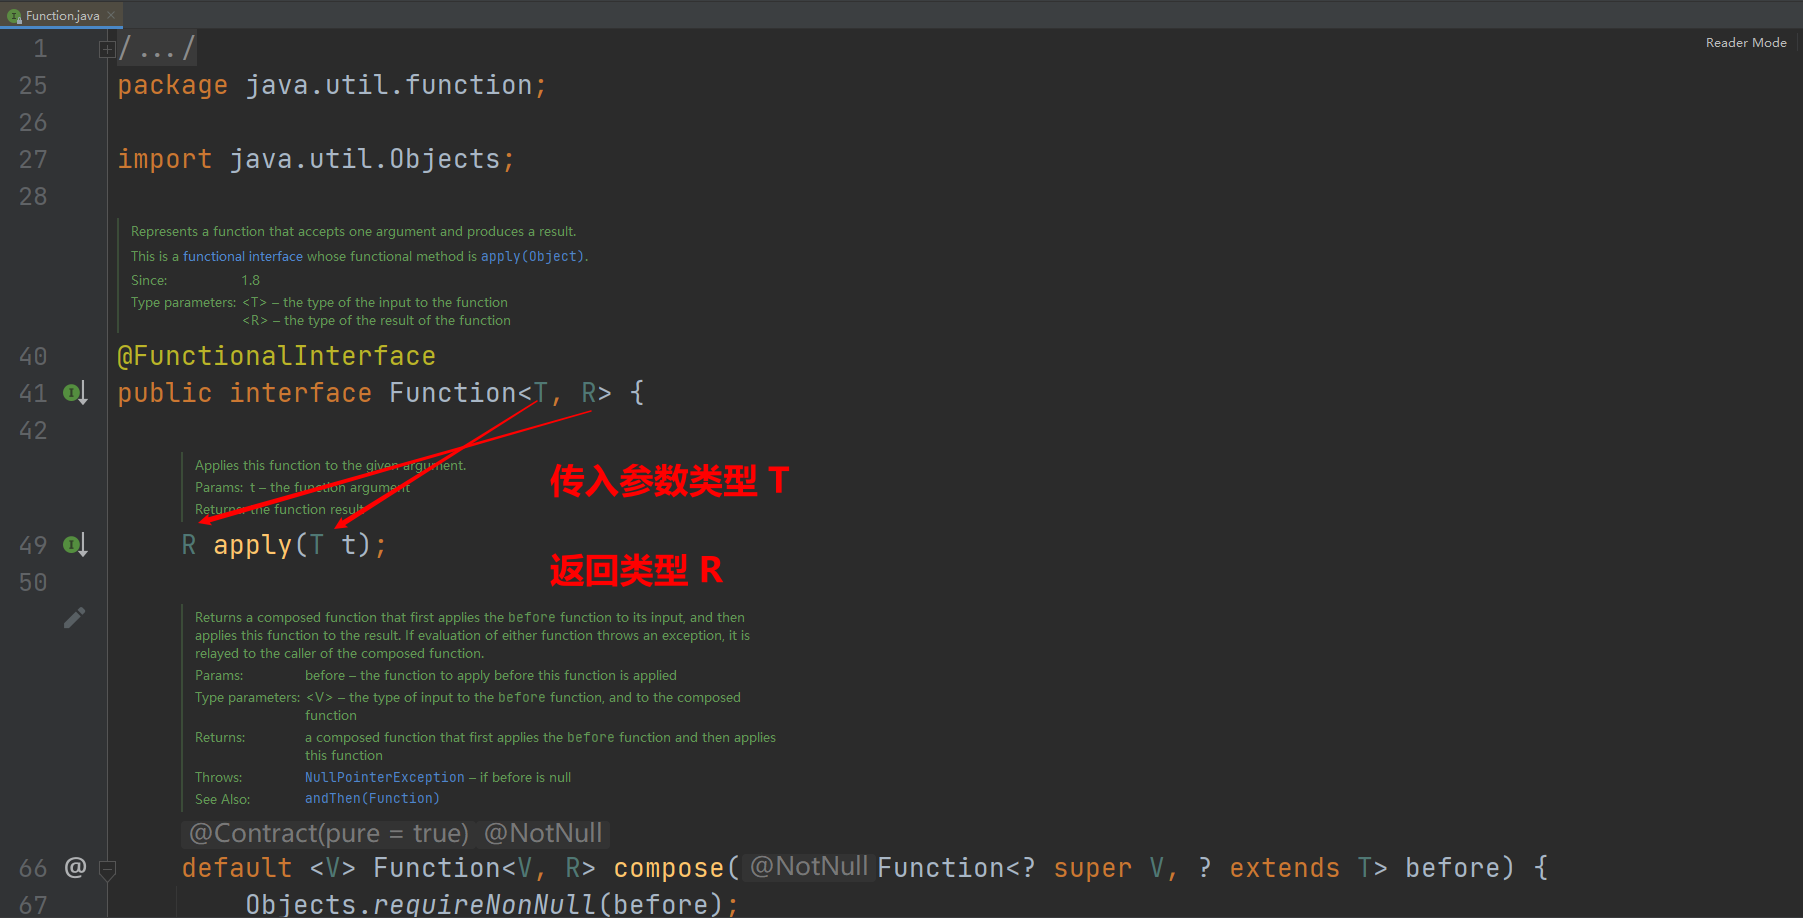 Function.java
Reader Mode
1 /.../
25 package java.util.function;
26
27 import java.util.Objects;
28
Represents a function that accepts one argument and produces a result.
This is a functional interface whose functional method is apply(Object).
Since: 1.8
Type parameters: <T> – the type of the input to the function
<R> – the type of the result of the function
40 @FunctionalInterface
41 public interface Function<T, R> {
42
Applies this function to the given argument.
Params: t – the function argument
Returns: the function result
传入参数类型 T
49 R apply(T t);
返回类型 R
50
Returns a composed function that first applies the before function to its input, and then
applies this function to the result. If evaluation of either function throws an exception, it is
relayed to the caller of the composed function.
Params: before – the function to apply before this function is applied
Type parameters: <V> – the type of input to the before function, and to the composed
function
Returns: a composed function that first applies the before function and then applies
this function
Throws: NullPointerException – if before is null
See Also: andThen(Function)
@Contract(pure = true) @NotNull
66 @ default <V> Function<V, R> compose( @NotNull Function<? super V, ? extends T> before) {
67 Objects.requireNonNull(before);